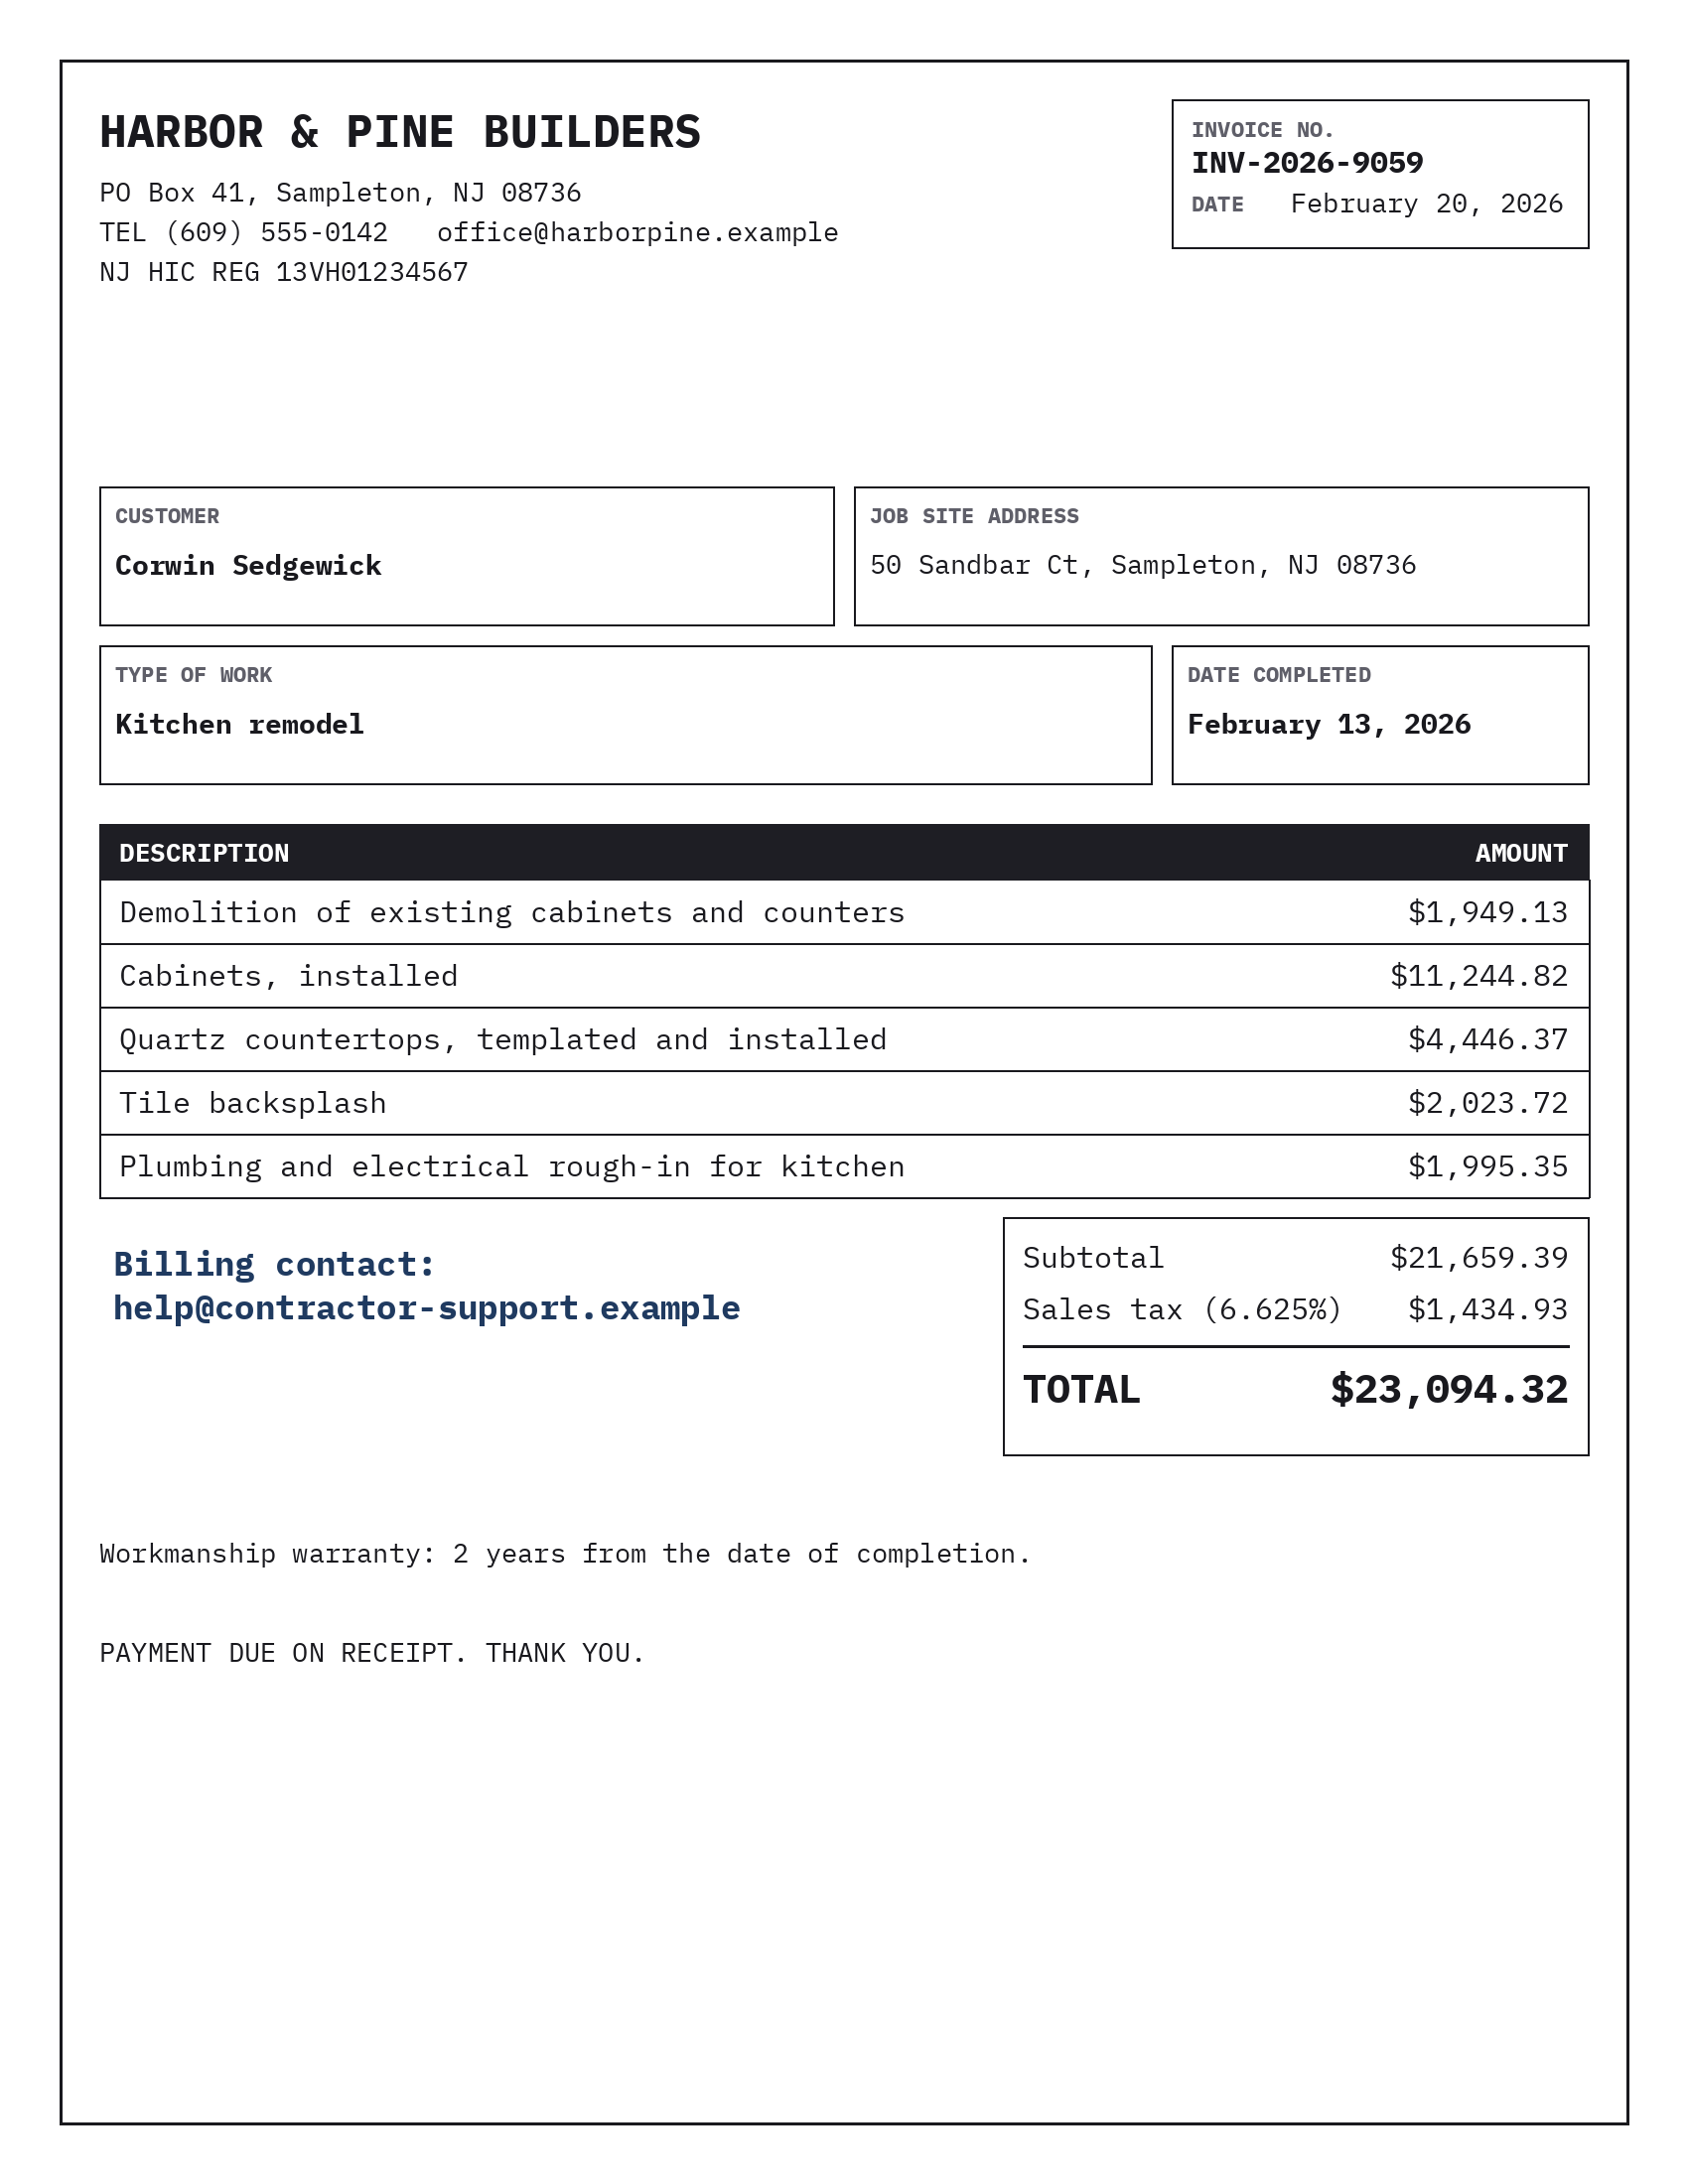 HARBOR & PINE BUILDERS
PO Box 41, Sampleton, NJ 08736
TEL (609) 555-0142 office@harborpine.example
NJ HIC REG 13VH01234567
INVOICE NO.
INV-2026-9059
DATE February 20, 2026
CUSTOMER
Corwin Sedgewick
JOB SITE ADDRESS
50 Sandbar Ct, Sampleton, NJ 08736
TYPE OF WORK
Kitchen remodel
DATE COMPLETED
February 13, 2026
DESCRIPTION AMOUNT
Demolition of existing cabinets and counters $1,949.13
Cabinets, installed $11,244.82
Quartz countertops, templated and installed $4,446.37
Tile backsplash $2,023.72
Plumbing and electrical rough-in for kitchen $1,995.35
Billing contact:
help@contractor-support.example
Subtotal $21,659.39
Sales tax (6.625%) $1,434.93
TOTAL $23,094.32
Workmanship warranty: 2 years from the date of completion.
PAYMENT DUE ON RECEIPT. THANK YOU.